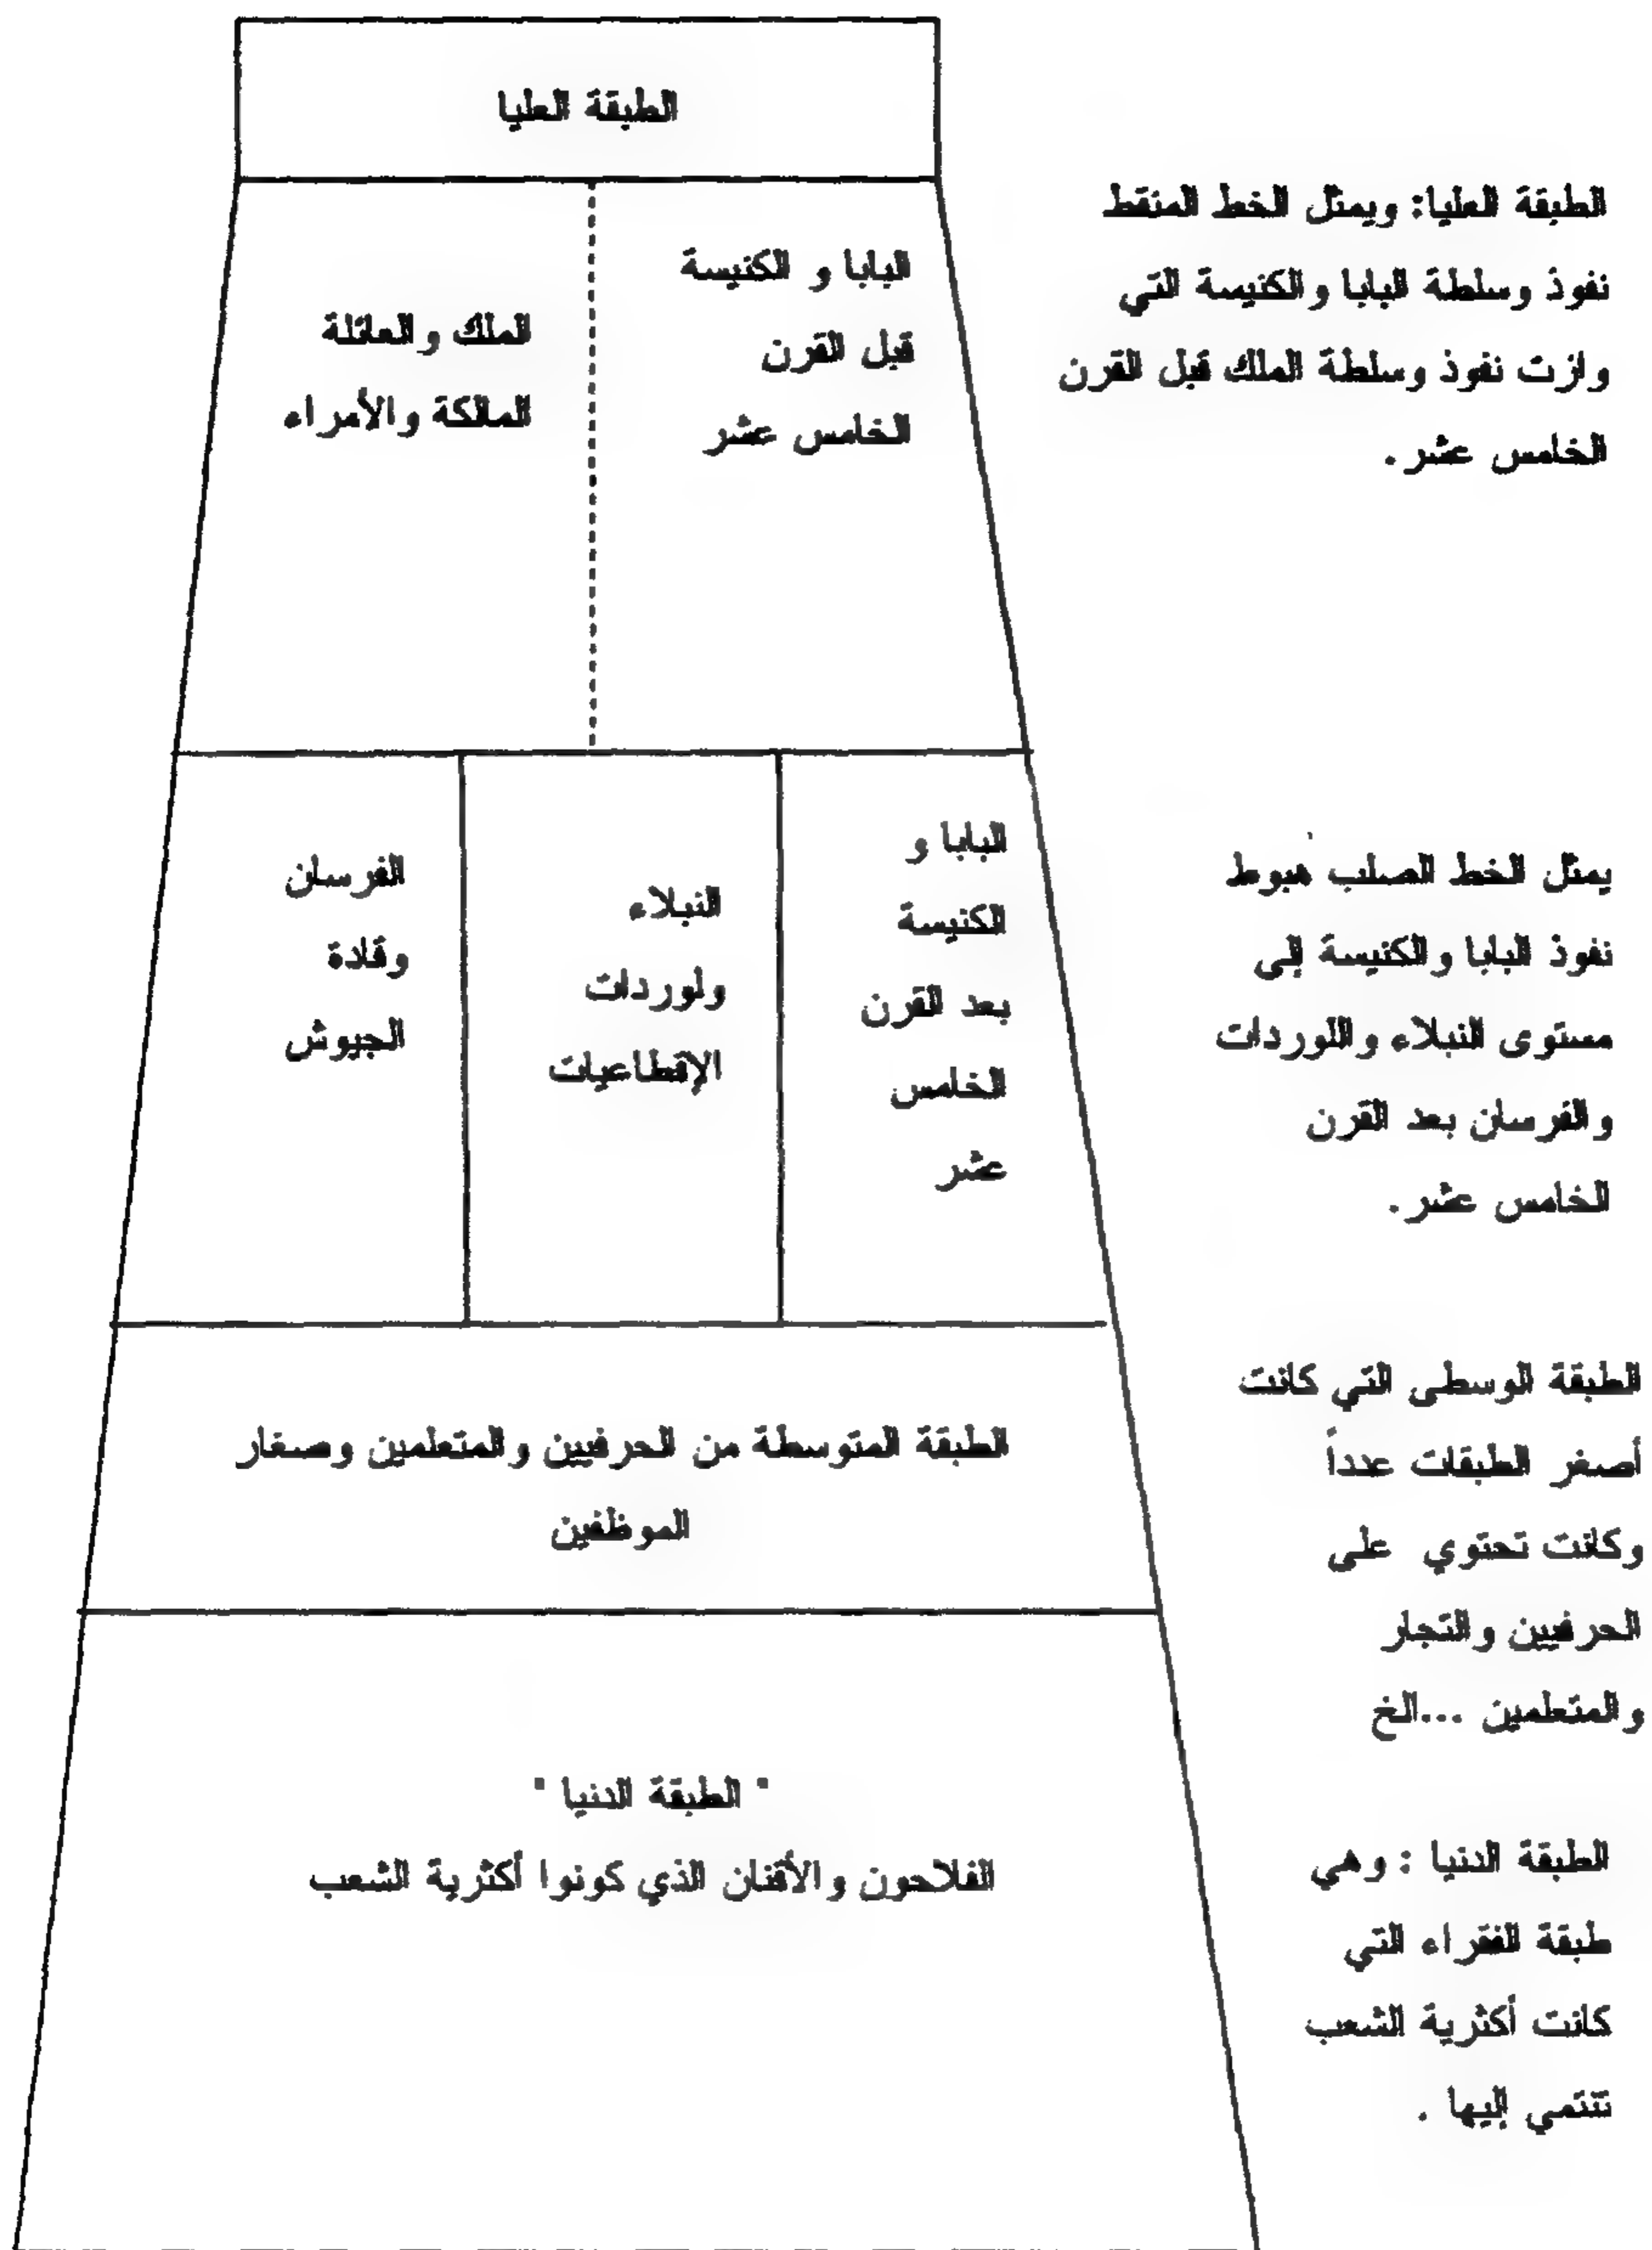 الطبقة العليا
الطبقة العليا: ويمثل الخط المنقط
نفوذ وسلطة البابا والكنيسة التي
وازت نفوذ وسلطة الملك قبل القرن
الخامس عشر.
البابا و الكنيسة
قبل القرن
الخامس عشر
الملك والعائلة
المالكة والأمراء
يمثل الخط الصلب هبوط
نفوذ البابا والكنيسة إلى
مستوى النبلاء واللوردات
والفرسان بعد القرن
الخامس عشر.
البابا و
الكنيسة
بعد القرن
الخامس
عشر
النبلاء
ولوردات
الإقطاعيات
الفرسان
وقادة
الجيوش
الطبقة الوسطى التي كانت
أصغر الطبقات عدداً
وكانت تحتوي على
الحرفيين والتجار
والمتعلمين ...الخ
الطبقة المتوسطة من الحرفيين والمتعلمين وصغار
الموظفين
الطبقة الدنيا : وهي
طبقة الفقراء التي
كانت أكثرية الشعب
تنتمي إليها .
" الطبقة الدنيا "
الفلاحون والأقنان الذي كونوا أكثرية الشعب